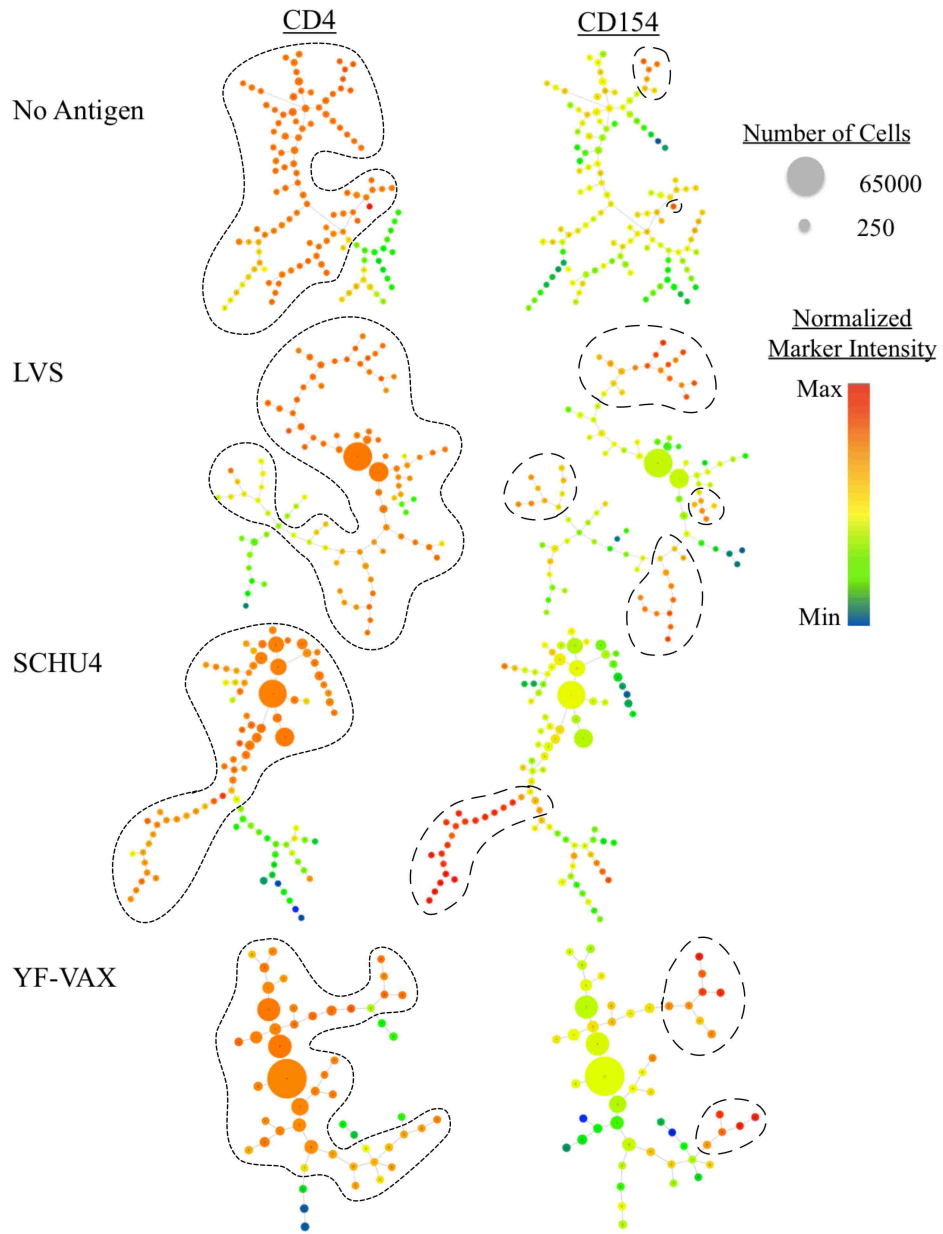 CD4
CD154
No Antigen
Number of Cells
65000
250
LVS
Normalized
Marker Intensity
Max
Min
SCHU4
YF-VAX